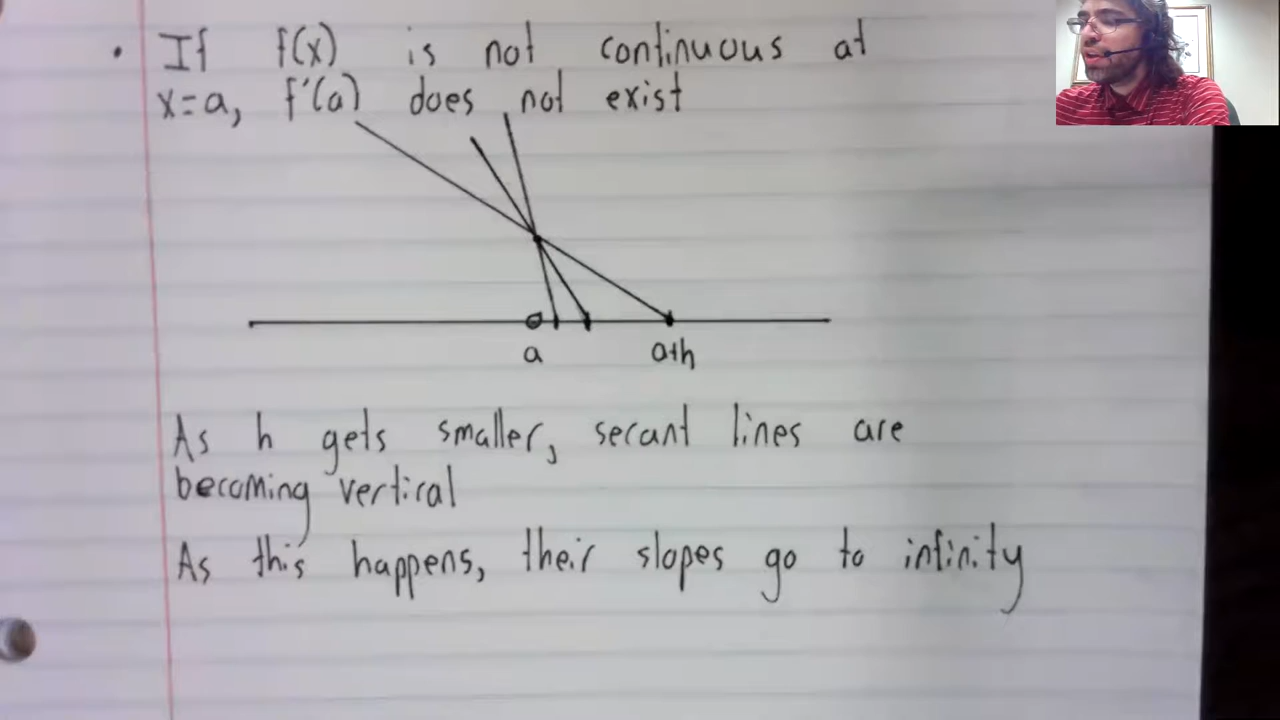 • If f(x) is not continuous at
x=a, f'(a) does not exist
a a+h
As h gets smaller, secant lines are
becoming vertical
As this happens, their slopes go to infinity